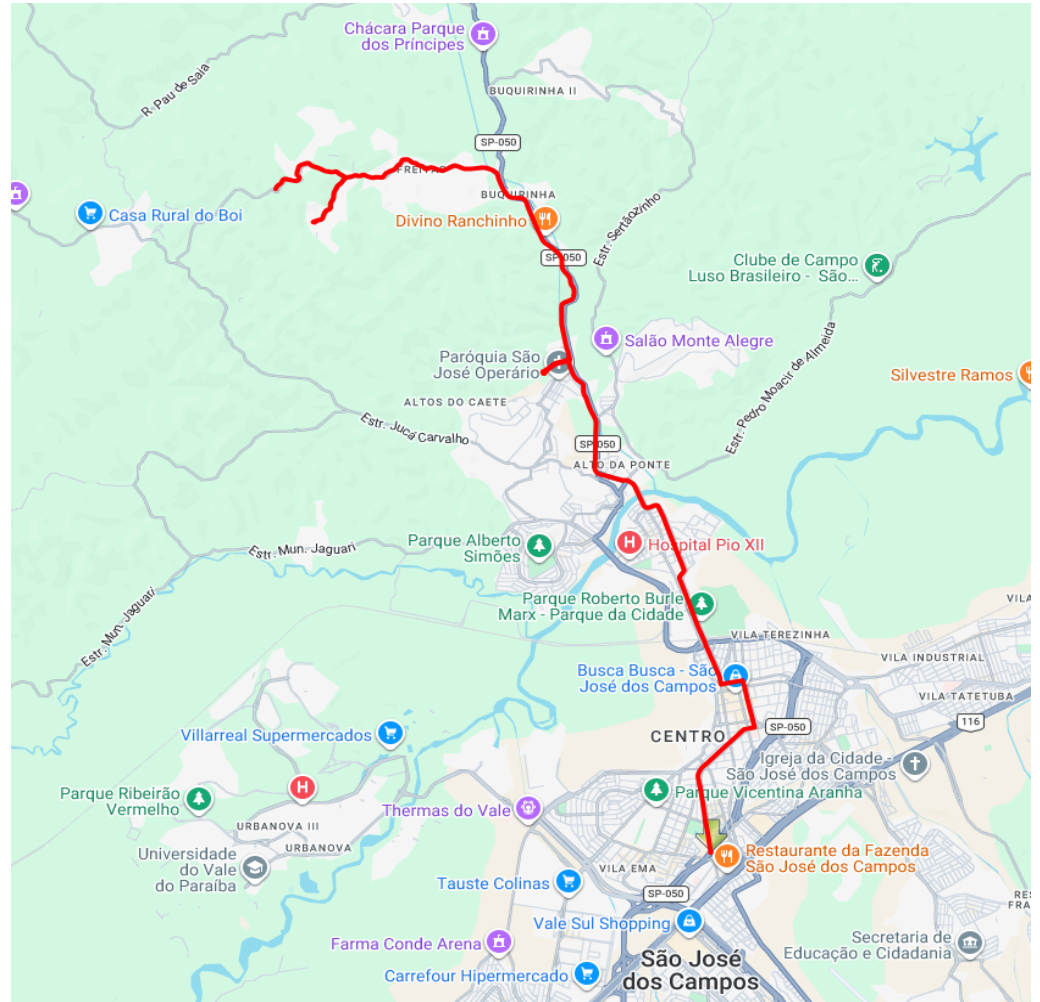 Chácara Parque
dos Príncipes
R. Pau de Saia
BUQUIRINHA II
SP-050
FREITAS
BUQUIRINHA
Casa Rural do Boi
Divino Ranchinho
Estr. Sertãozinho
SP-050
Clube de Campo
Luso Brasileiro - São...
Salão Monte Alegre
Paróquia São
José Operário
Estr. Pedro Moacir de Almeida
Silvestre Ramos
ALTOS DO CAETE
Estr. Juca Carvalho
SP-050
ALTO DA PONTE
Estr. Mun. Jaguari
Parque Alberto
Simões
H
Hospital Pio XII
Estr. Mun. Jaguari
Parque Roberto Burle
Marx - Parque da Cidade
VILA
VILA TEREZINHA
VILA INDUSTRIAL
Busca Busca - São
José dos Campos
VILA TATETUBA
SP-050
116
CENTRO
Villarreal Supermercados
Igreja da Cidade -
São José dos Campos
H
Parque Ribeirão
Vermelho
Parque Vicentina Aranha
Thermas do Vale
URBANOVA III
URBANOVA
Universidade
do Vale
do Paraíba
Restaurante da Fazenda
São José dos Campos
VILA EMA
Tauste Colinas
SP-050
RES
FRA
Vale Sul Shopping
Farma Conde Arena
Secretaria de
Educação e Cidadania
São José
dos Campos
Carrefour Hipermercado